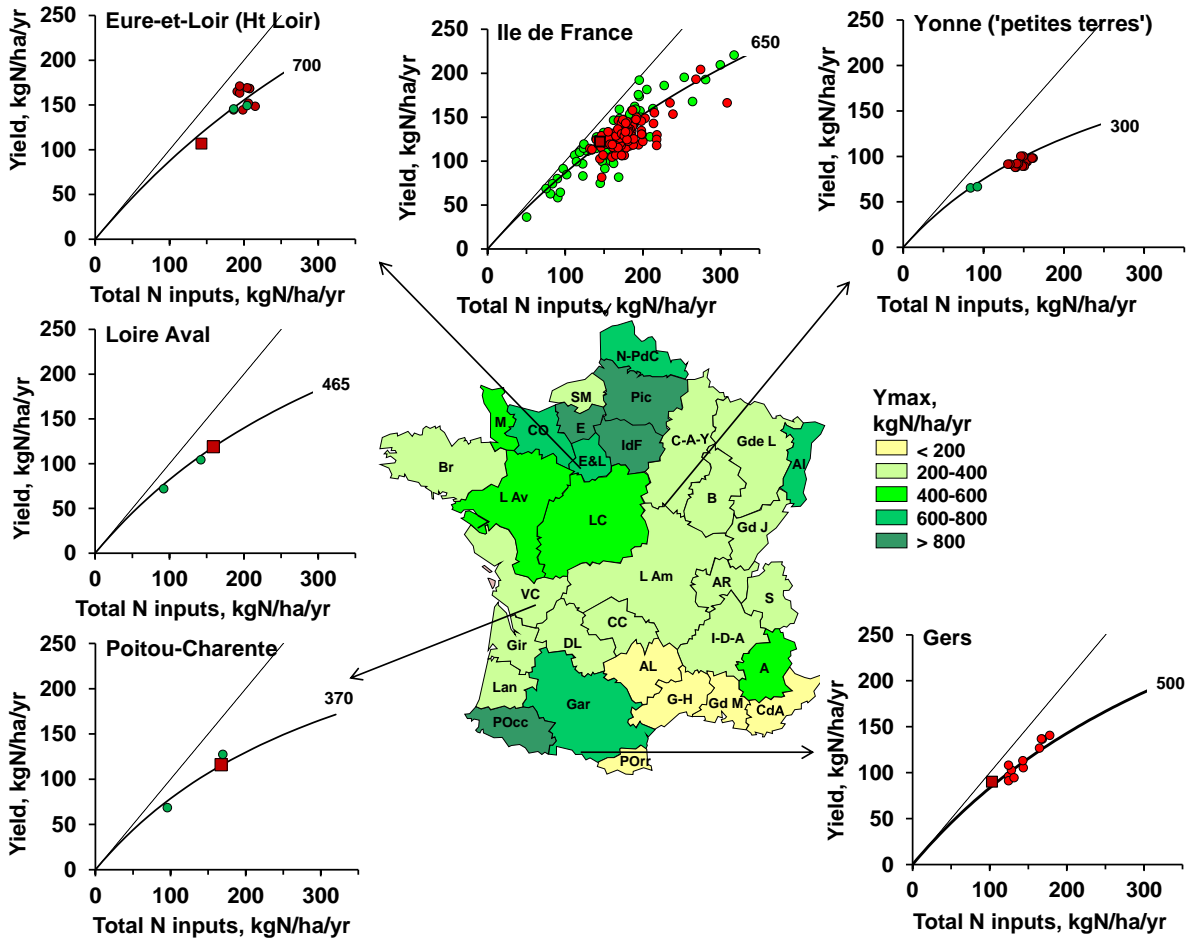 Eure-et-Loir (Ht Loir)
700
Yield, kgN/ha/yr
250
200
150
100
50
0
0 100 200 300
Total N inputs, kgN/ha/yr
Ile de France
650
Yield, kgN/ha/yr
250
200
150
100
50
0
0 100 200 300
Total N inputs, kgN/ha/yr
Yonne ('petites terres')
300
Yield, kgN/ha/yr
250
200
150
100
50
0
0 100 200 300
Total N inputs, kgN/ha/yr
Loire Aval
465
Yield, kgN/ha/yr
250
200
150
100
50
0
0 100 200 300
Total N inputs, kgN/ha/yr
N-PdC
SM
Pic
M
CO
E
IdF
C-A-Y
Gde L
Al
E&L
Br
L Av
LC
B
Gd J
L Am
AR
S
VC
CC
I-D-A
Gir
DL
AL
A
Lan
Gar
G-H
Gd M
CdA
POcc
POrr
Ymax,
kgN/ha/yr
< 200
200-400
400-600
600-800
> 800
Poitou-Charente
370
Yield, kgN/ha/yr
250
200
150
100
50
0
0 100 200 300
Total N inputs, kgN/ha/yr
Gers
500
Yield, kgN/ha/yr
250
200
150
100
50
0
0 100 200 300
Total N inputs, kgN/ha/yr